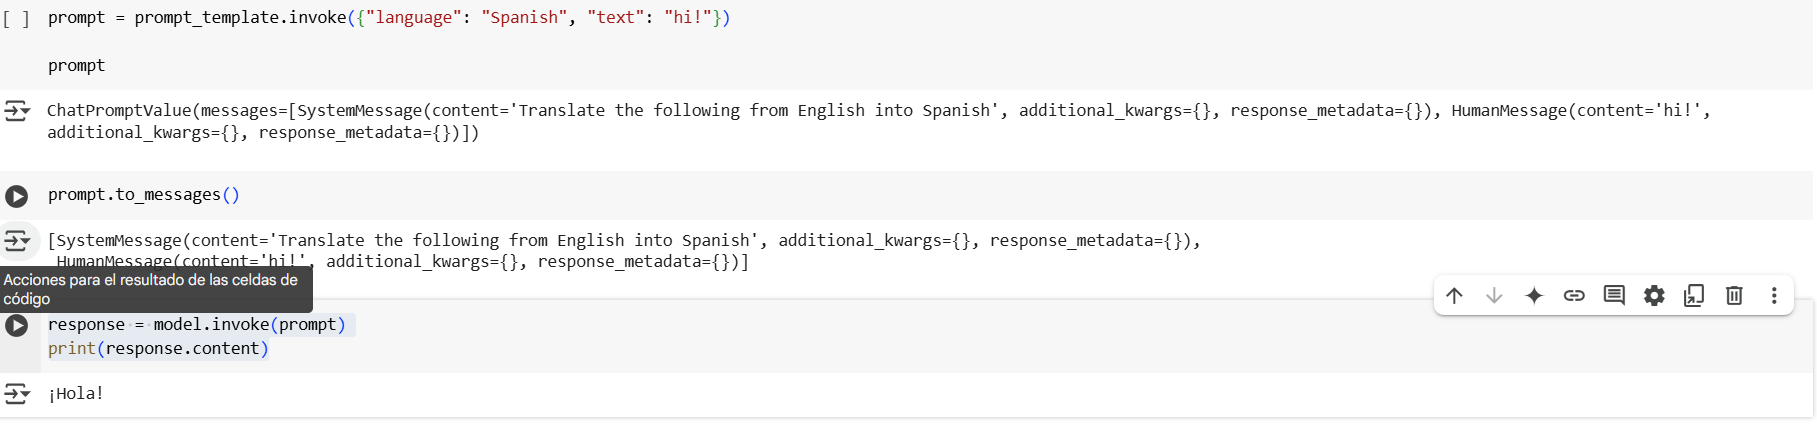 [ ] prompt = prompt_template.invoke({"language": "Spanish", "text": "hi!"})
prompt
ChatPromptValue(messages=[SystemMessage(content='Translate the following from English into Spanish', additional_kwargs={}, response_metadata={}), HumanMessage(content='hi!',
additional_kwargs={}, response_metadata={})])
prompt.to_messages()
[SystemMessage(content='Translate the following from English into Spanish', additional_kwargs={}, response_metadata={}),
HumanMessage(content='hi!', additional_kwargs={}, response_metadata={})]
Acciones para el resultado de las celdas de
código
response = model.invoke(prompt)
print(response.content)
¡Hola!